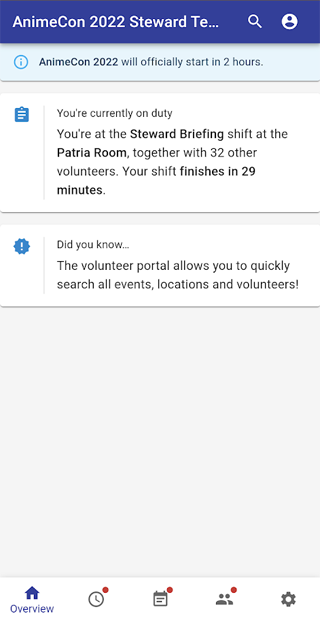 AnimeCon 2022 Steward Te...
AnimeCon 2022 will officially start in 2 hours.
You're currently on duty
You're at the Steward Briefing shift at the
Patria Room, together with 32 other
volunteers. Your shift finishes in 29
minutes.
Did you know...
The volunteer portal allows you to quickly
search all events, locations and volunteers!
Overview